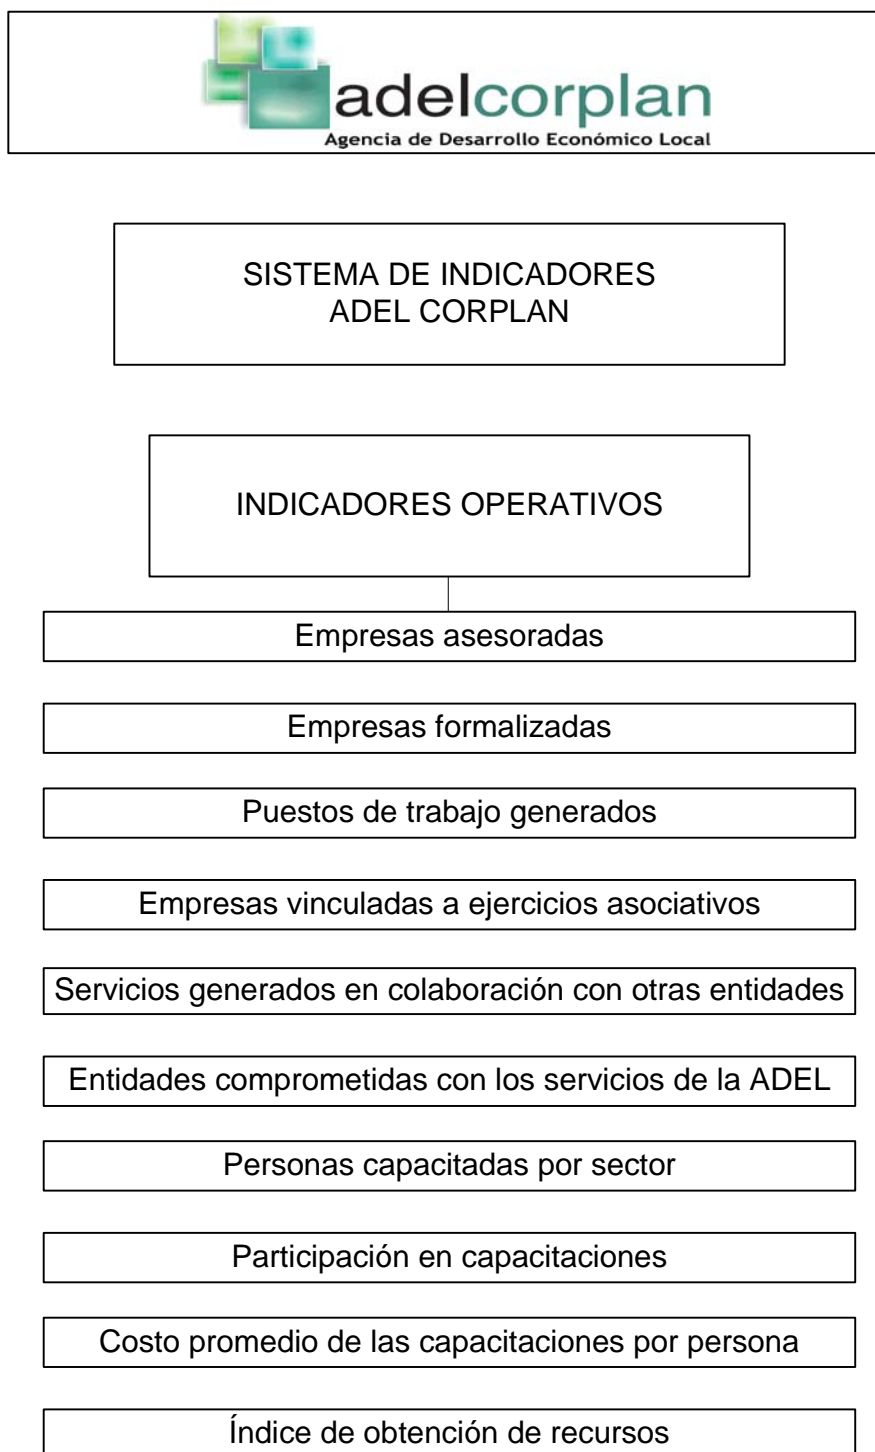 adelcorplan
Agencia de Desarrollo Económico Local
SISTEMA DE INDICADORES
ADEL CORPLAN
INDICADORES OPERATIVOS
Empresas asesoradas
Empresas formalizadas
Puestos de trabajo generados
Empresas vinculadas a ejercicios asociativos
Servicios generados en colaboración con otras entidades
Entidades comprometidas con los servicios de la ADEL
Personas capacitadas por sector
Participación en capacitaciones
Costo promedio de las capacitaciones por persona
Índice de obtención de recursos